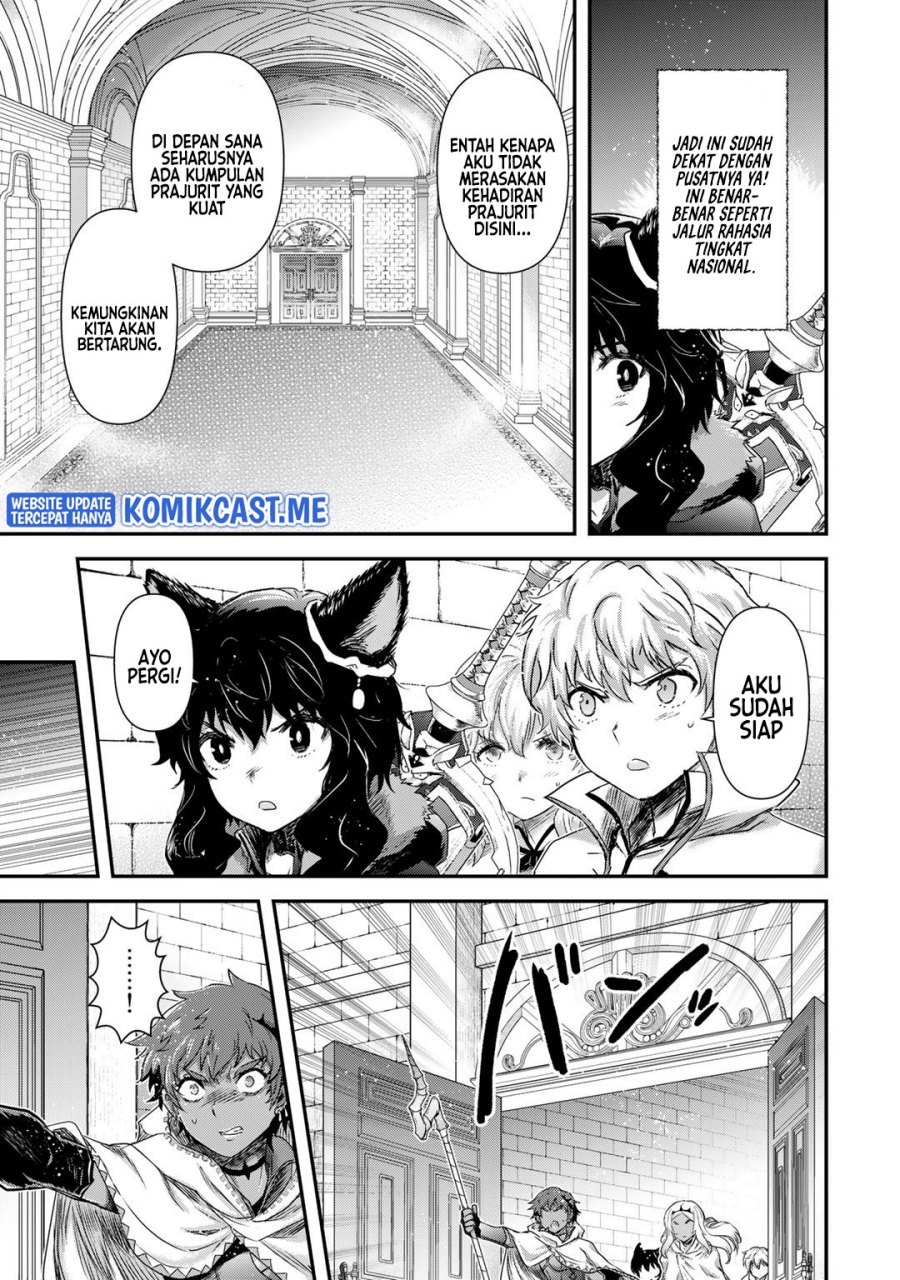 JADI INI SUDAH
DEKAT DENGAN
PUSATNYA YA!
INI BENAR-
BENAR SEPERTI
JALUR RAHASIA
TINGKAT
NASIONAL.
ENTAH KENAPA
AKU TIDAK
MERASAKAN
KEHADIRAN
PRAJURIT
DISINI...
DI DEPAN SANA
SEHARUSNYA
ADA KUMPULAN
PRAJURIT YANG
KUAT
KEMUNGKINAN
KITA AKAN
BERTARUNG.
WEBSITE UPDATE
TERCEPAT HANYA
KOMIKCAST.ME
AKU
SUDAH
SIAP
AYO
PERGI!
バンッ
......!